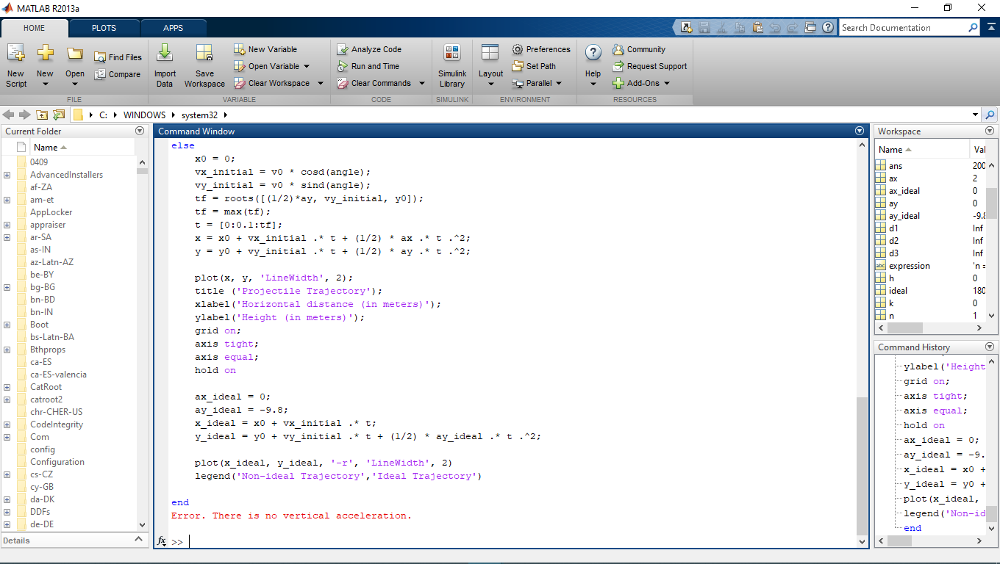 MATLAB R2013a
HOME PLOTS APPS
Search Documentation
New Script
New
Open
Find Files
Compare
Import Data
Save Workspace
New Variable
Open Variable
Clear Workspace
Analyze Code
Run and Time
Clear Commands
Simulink Library
Layout
Preferences
Set Path
Parallel
Help
Community
Request Support
Add-Ons
FILE VARIABLE CODE SIMULINK ENVIRONMENT RESOURCES
C: WINDOWS system32
Current Folder
Name
0409
AdvancedInstallers
af-ZA
am-et
AppLocker
appraiser
ar-SA
as-IN
az-Latn-AZ
be-BY
bg-BG
bn-BD
bn-IN
Boot
bs-Latn-BA
Bthprops
ca-ES
ca-ES-valencia
CatRoot
catroot2
chr-CHER-US
CodeIntegrity
Com
config
Configuration
cs-CZ
cy-GB
da-DK
DDFs
de-DE
Details
Command Window
else
x0 = 0;
vx_initial = v0 * cosd(angle);
vy_initial = v0 * sind(angle);
tf = roots([(1/2)*ay, vy_initial, y0]);
tf = max(tf);
t = [0:0.1:tf];
x = x0 + vx_initial .* t + (1/2) * ax .* t .^2;
y = y0 + vy_initial .* t + (1/2) * ay .* t .^2;
plot(x, y, 'LineWidth', 2);
title ('Projectile Trajectory');
xlabel('Horizontal distance (in meters)');
ylabel('Height (in meters)');
grid on;
axis tight;
axis equal;
hold on
ax_ideal = 0;
ay_ideal = -9.8;
x_ideal = x0 + vx_initial .* t;
y_ideal = y0 + vy_initial .* t + (1/2) * ay_ideal .* t .^2;
plot(x_ideal, y_ideal, '-r', 'LineWidth', 2)
legend('Non-ideal Trajectory','Ideal Trajectory')
end
Error. There is no vertical acceleration.
fx >>
Workspace
Name Val
ans 200
ax 2
ax_ideal 0
ay 0
ay_ideal -9.8
d1 Inf
d2 Inf
d3 Inf
abc expression 'n =
h 0
ideal 180
k 0
n 1
Command History
ylabel('Height
grid on;
axis tight;
axis equal;
hold on
ax_ideal = 0;
ay_ideal = -9.
x_ideal = x0 +
y_ideal = y0 +
plot(x_ideal,
legend('Non-id
end